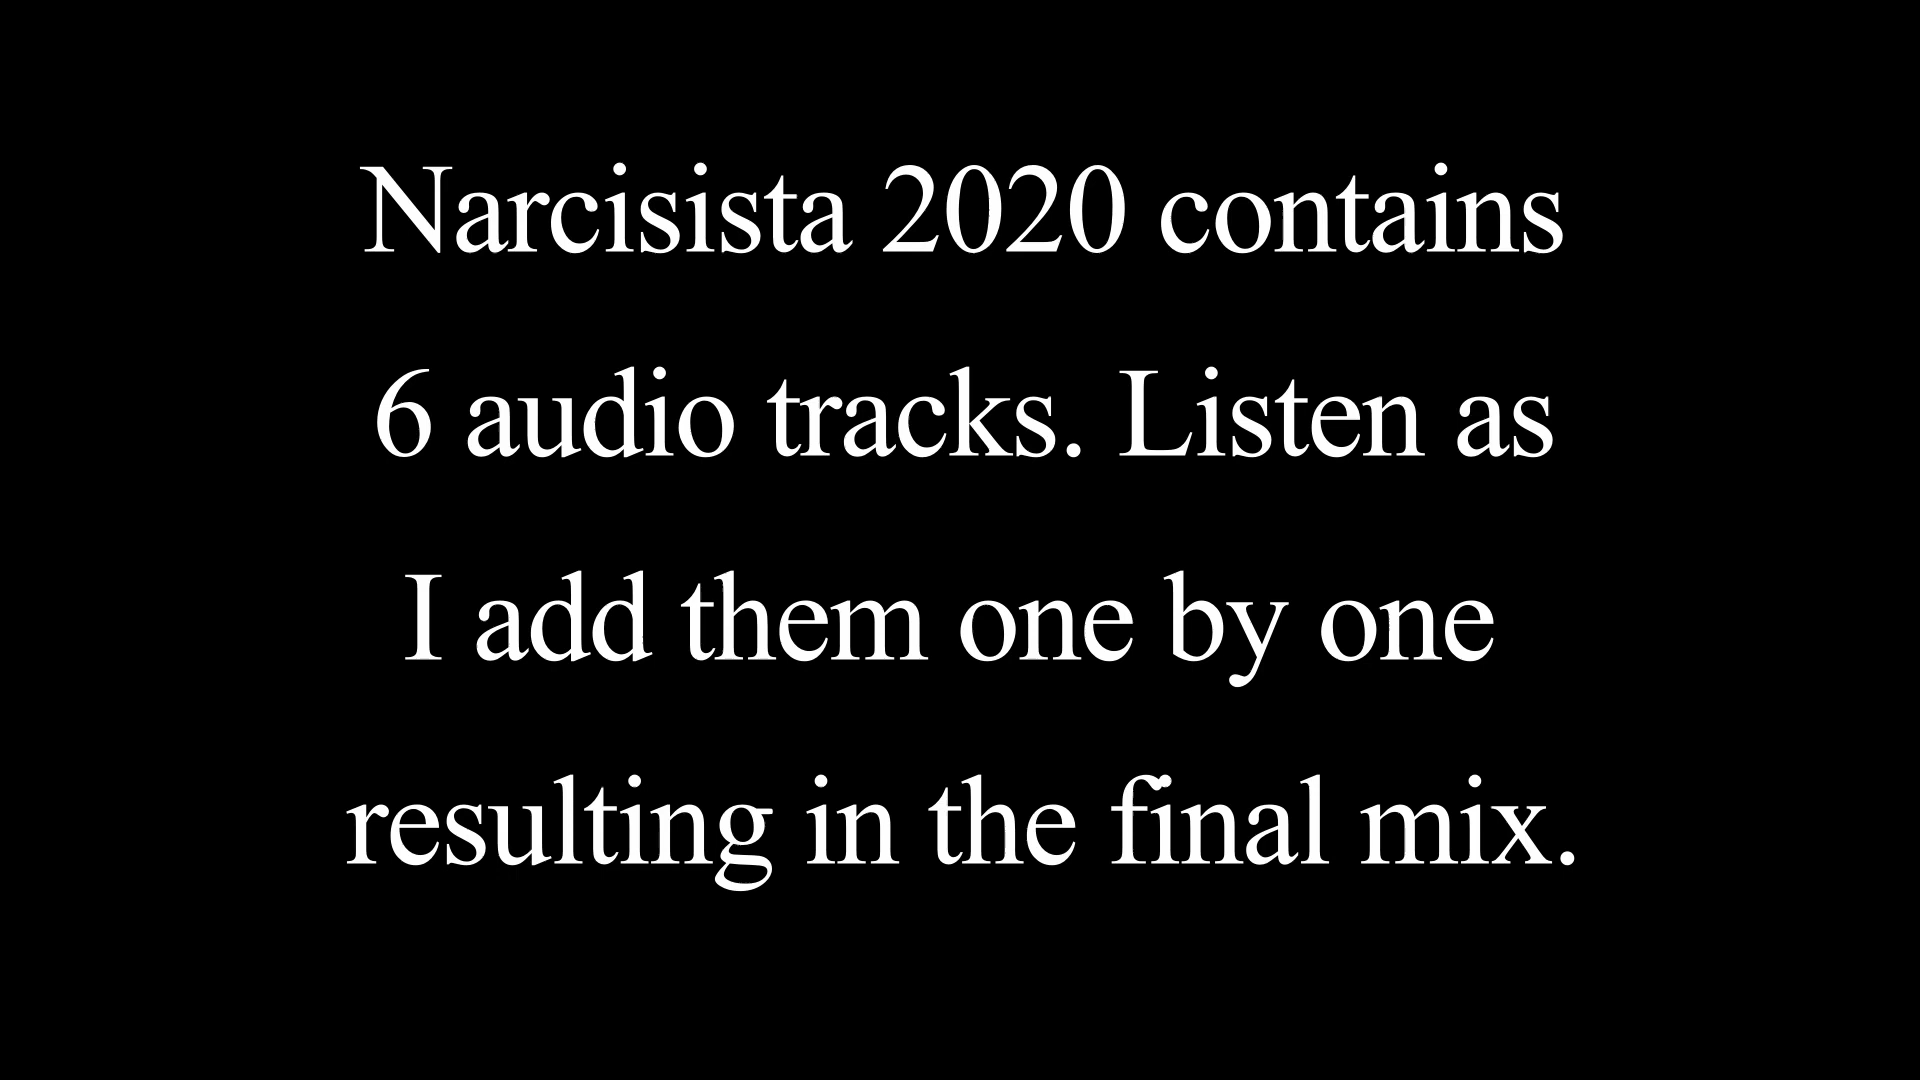 Narcisista 2020 contains
6 audio tracks. Listen as
I add them one by one
resulting in the final mix.